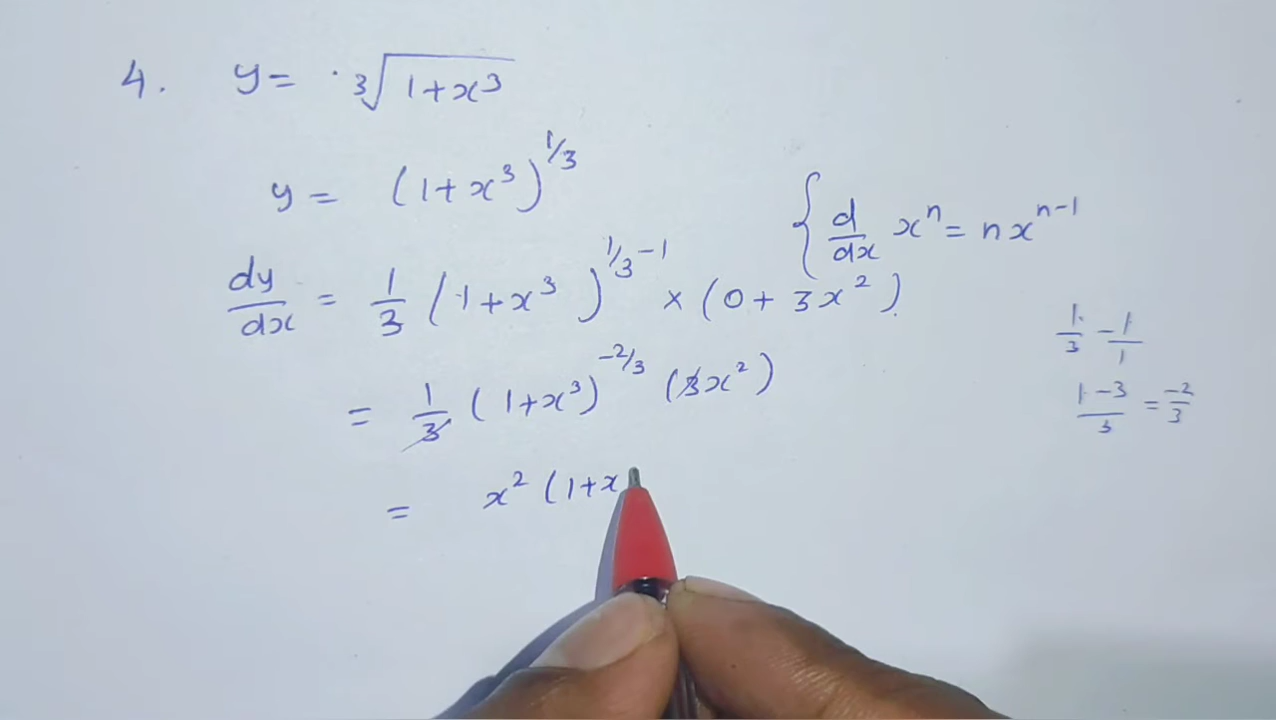 4. y = ∛(1+x³)
y = (1+x³)^(1/3)
{ d/dx xⁿ = nxⁿ⁻¹
dy/dx = 1/3 (1+x³)^(1/3 −1) × (0+3x²)
1/3 − 1/1
= 1/3 (1+x³)^(−2/3) (3x²)
1−3/3 = −2/3
= x² (1+x